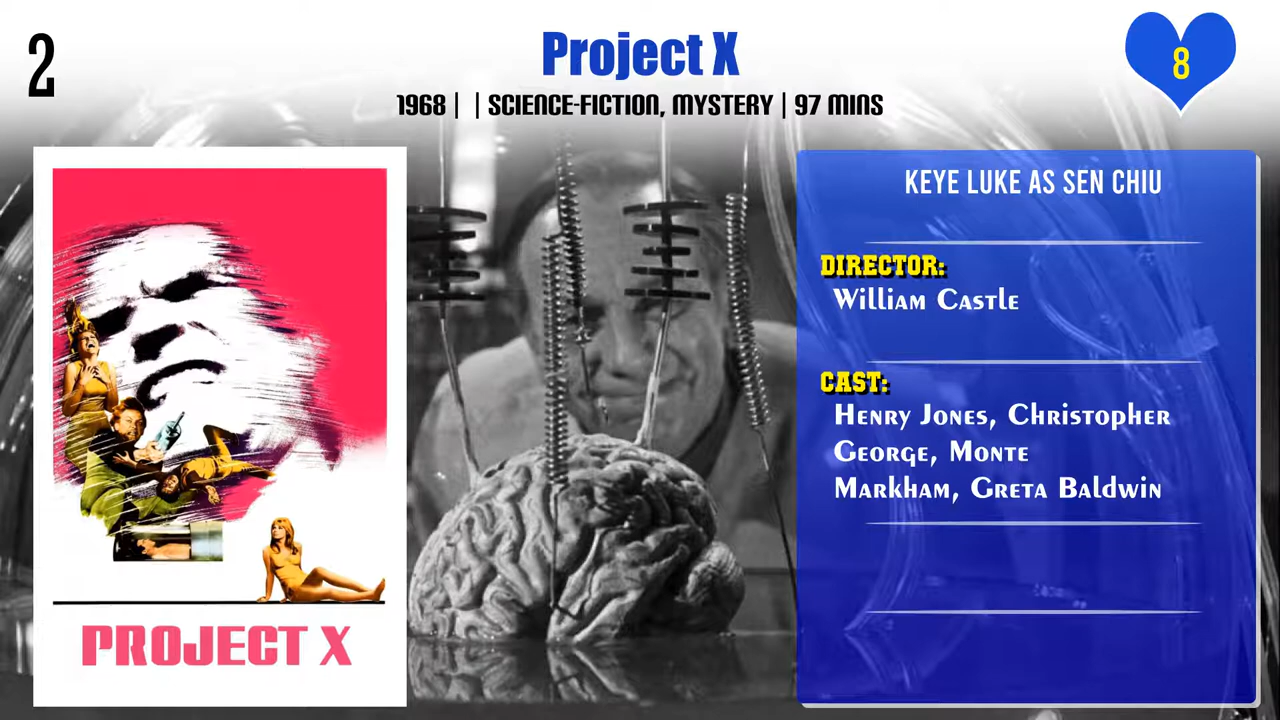 2
Project X
8
1968 | | SCIENCE-FICTION, MYSTERY | 97 MINS
KEYE LUKE AS SEN CHIU
DIRECTOR:
William Castle
CAST:
Henry Jones, Christopher
George, Monte
Markham, Greta Baldwin
PROJECT X